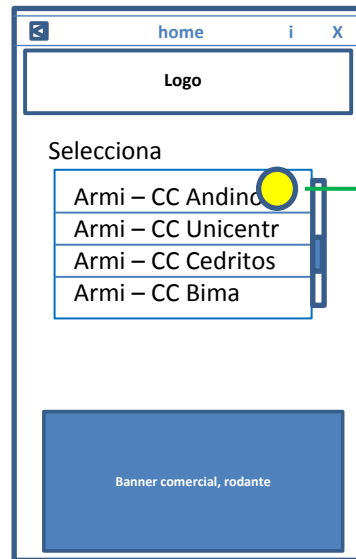 home i X
Logo
Selecciona
Armi – CC Andino
Armi – CC Unicentr
Armi – CC Cedritos
Armi – CC Bima
Banner comercial, rodante